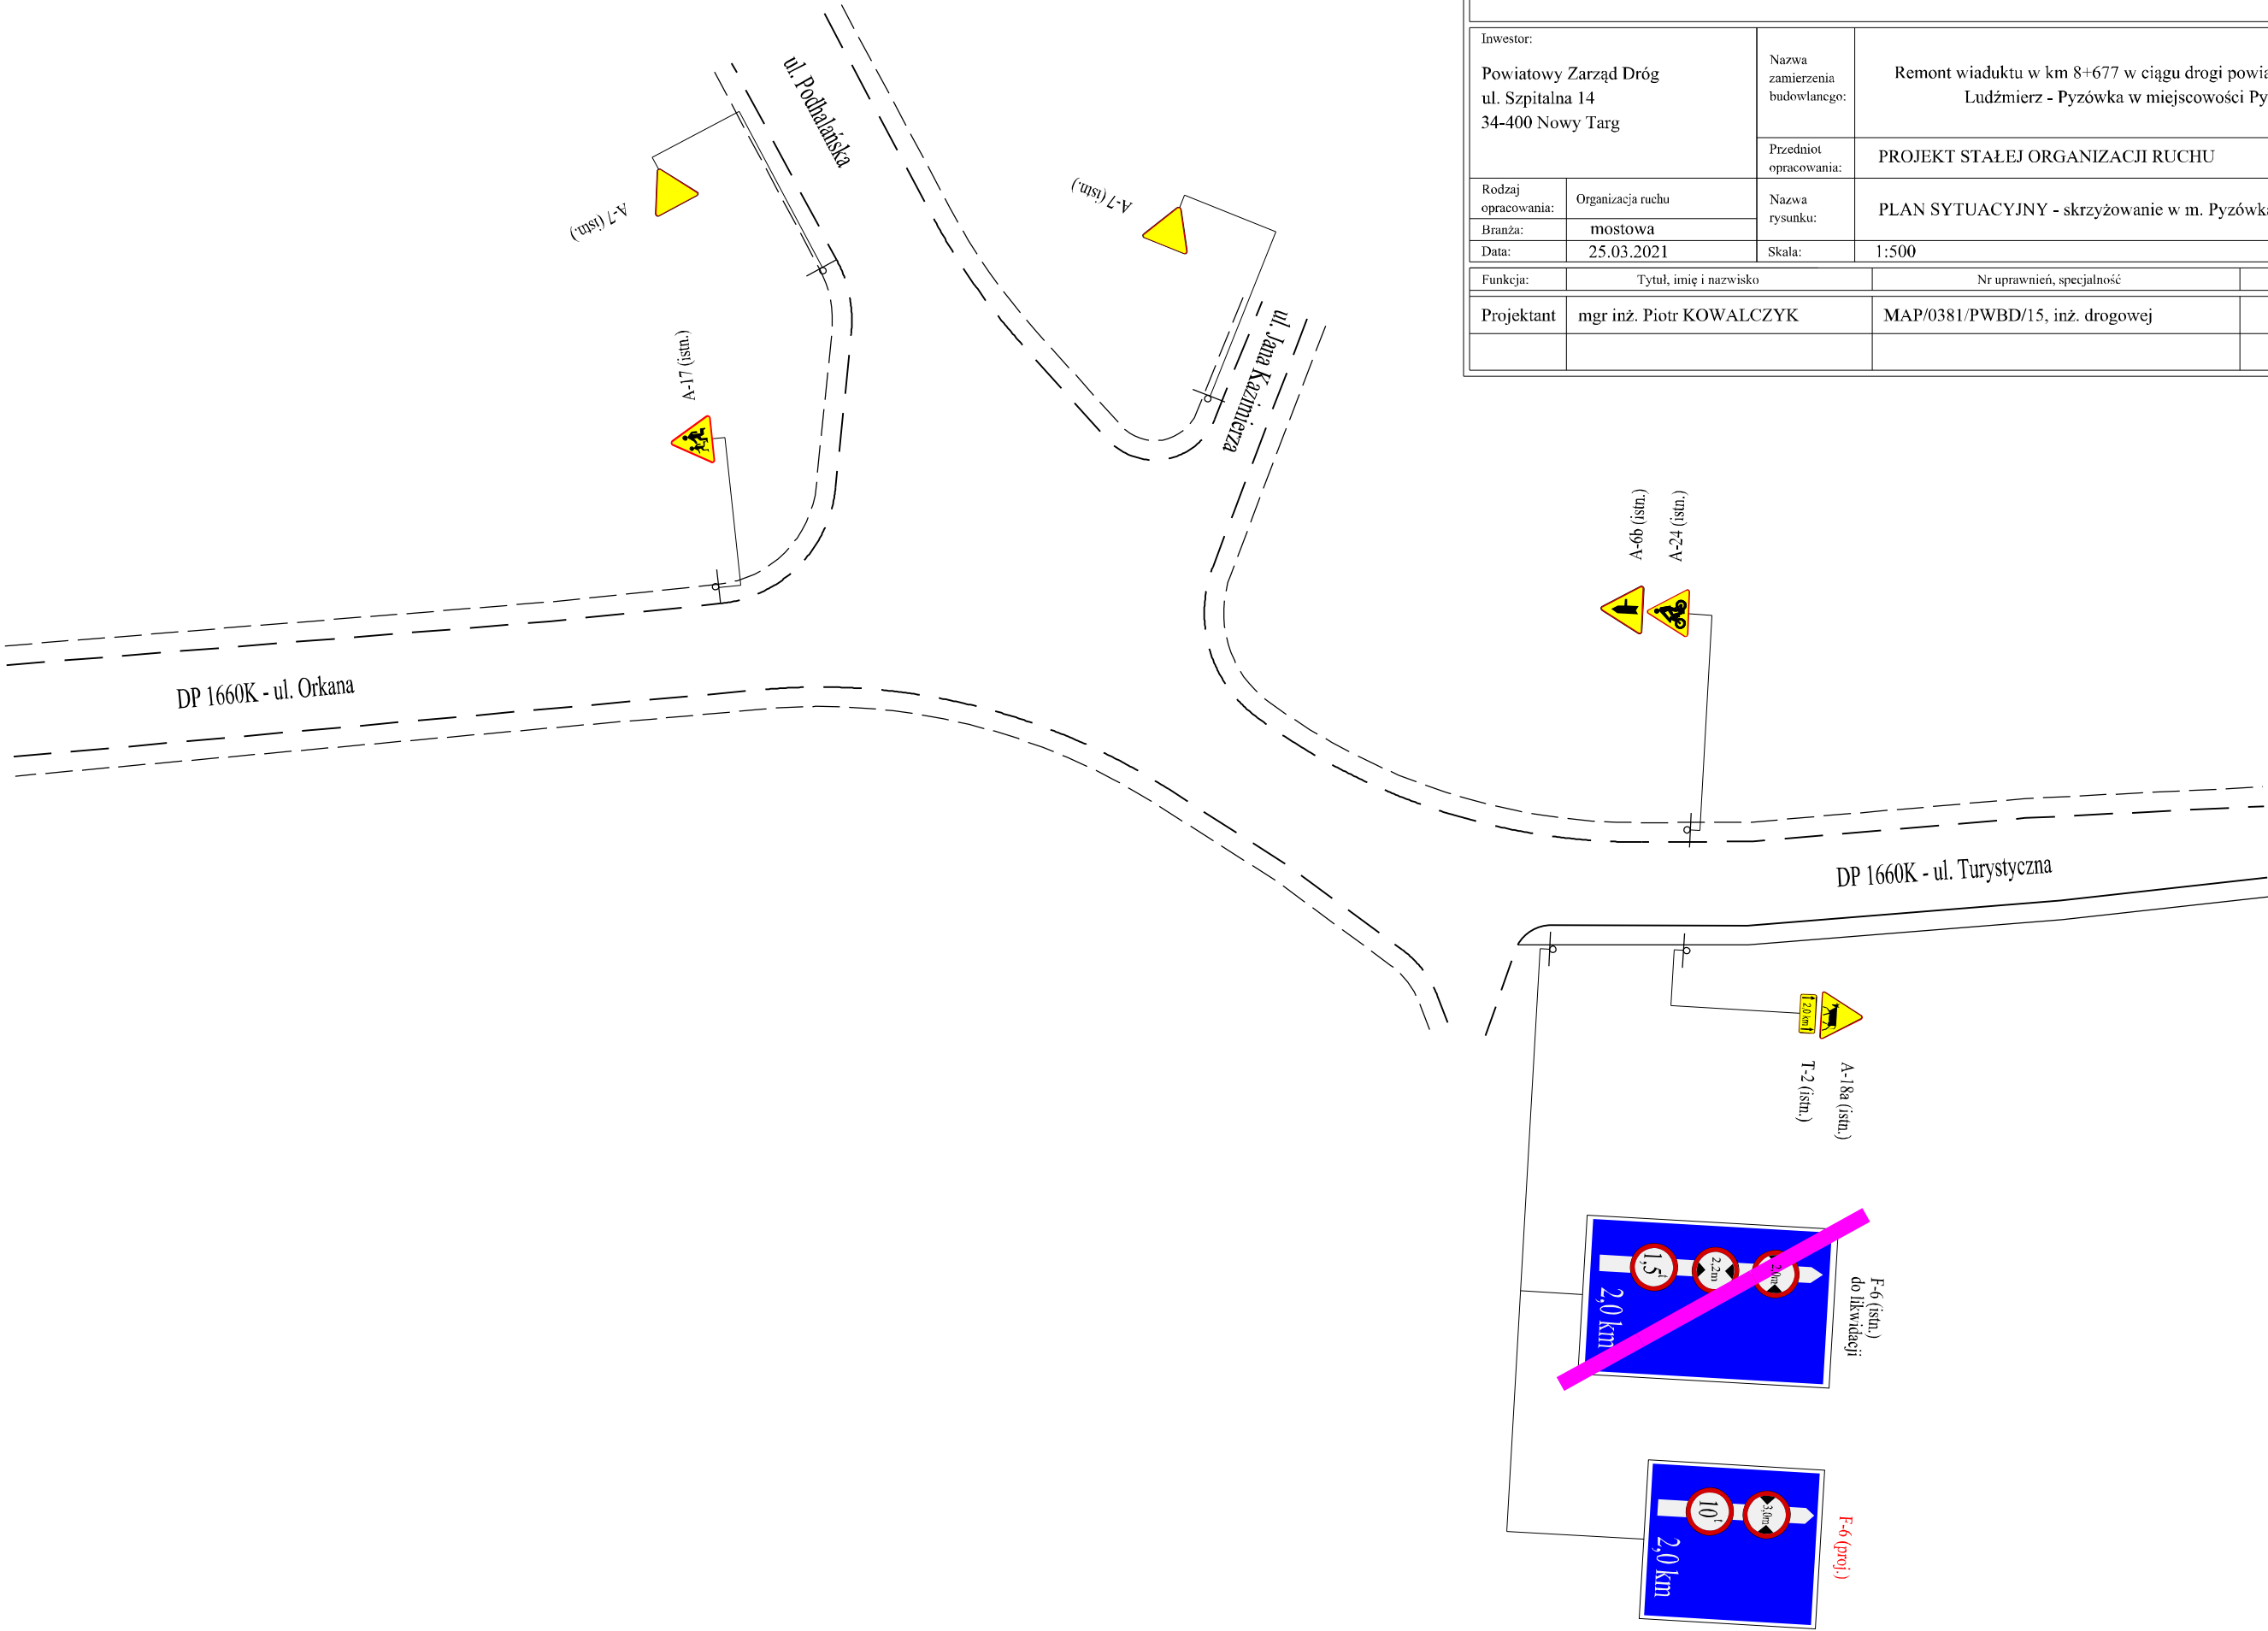 Inwestor:
Powiatowy Zarząd Dróg
ul. Szpitalna 14
34-400 Nowy Targ
Nazwa
zamierzenia
budowlanego:
Remont wiaduktu w km 8+677 w ciągu drogi powia
Ludźmierz - Pyzówka w miejscowości Py
Przedniot
opracowania:
PROJEKT STAŁEJ ORGANIZACJI RUCHU
Rodzaj
opracowania:
Organizacja ruchu
Nazwa
rysunku:
PLAN SYTUACYJNY - skrzyżowanie w m. Pyzówka
Branża:
mostowa
Data:
25.03.2021
Skala:
1:500
Funkcja:
Tytuł, imię i nazwisko
Nr uprawnień, specjalność
Projektant
mgr inż. Piotr KOWALCZYK
MAP/0381/PWBD/15, inż. drogowej
ul. Podhalańska
A-7 (istn.)
A-7 (istn.)
A-17 (istn.)
ul. Jana Kazimierza
A-6b (istn.)
A-24 (istn.)
DP 1660K - ul. Orkana
DP 1660K - ul. Turystyczna
2,0 km
T-2 (istn.)
A-18a (istn.)
1,5t
2,2m
2,0m
2,0 km
F-6 (istn.)
do likwidacji
10t
3,0m
2,0 km
F-6 (proj.)